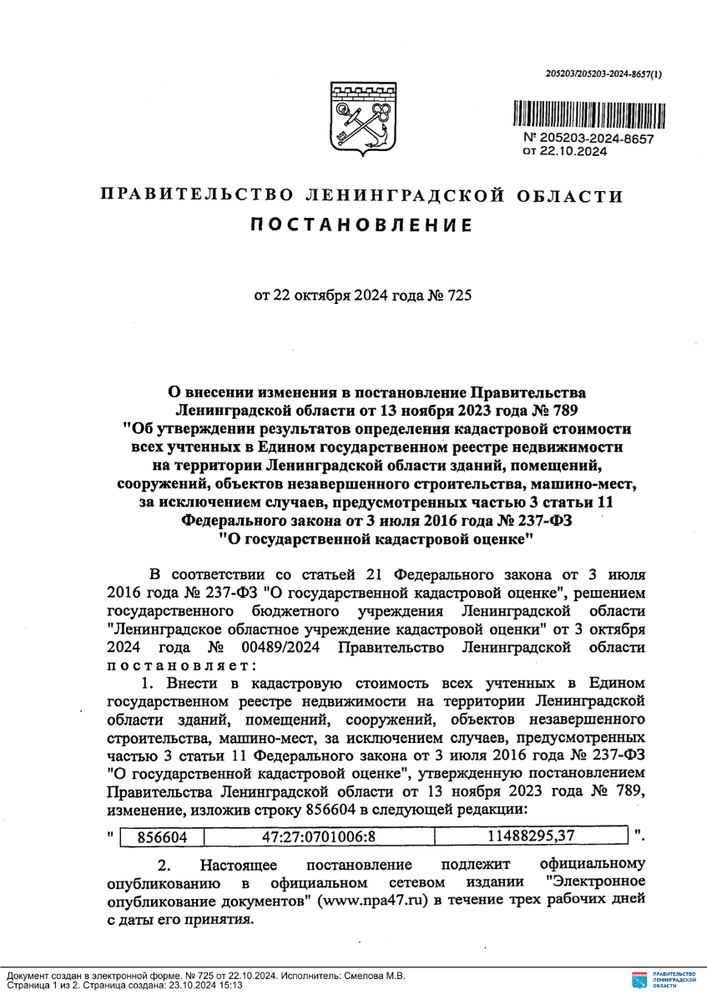 205203/205203-2024-8657(1)
№ 205203-2024-8657
от 22.10.2024
ПРАВИТЕЛЬСТВО ЛЕНИНГРАДСКОЙ ОБЛАСТИ
ПОСТАНОВЛЕНИЕ
от 22 октября 2024 года № 725
О внесении изменения в постановление Правительства
Ленинградской области от 13 ноября 2023 года № 789
"Об утверждении результатов определения кадастровой стоимости
всех учтенных в Едином государственном реестре недвижимости
на территории Ленинградской области зданий, помещений,
сооружений, объектов незавершенного строительства, машино-мест,
за исключением случаев, предусмотренных частью 3 статьи 11
Федерального закона от 3 июля 2016 года № 237-ФЗ
"О государственной кадастровой оценке"
В соответствии со статьей 21 Федерального закона от 3 июля
2016 года № 237-ФЗ "О государственной кадастровой оценке", решением
государственного бюджетного учреждения Ленинградской области
"Ленинградское областное учреждение кадастровой оценки" от 3 октября
2024 года № 00489/2024 Правительство Ленинградской области
постановляет:
1. Внести в кадастровую стоимость всех учтенных в Едином
государственном реестре недвижимости на территории Ленинградской
области зданий, помещений, сооружений, объектов незавершенного
строительства, машино-мест, за исключением случаев, предусмотренных
частью 3 статьи 11 Федерального закона от 3 июля 2016 года № 237-ФЗ
"О государственной кадастровой оценке", утвержденную постановлением
Правительства Ленинградской области от 13 ноября 2023 года № 789,
изменение, изложив строку 856604 в следующей редакции:
" 856604 47:27:0701006:8 11488295,37 ".
2. Настоящее постановление подлежит официальному
опубликованию в официальном сетевом издании "Электронное
опубликование документов" (www.npa47.ru) в течение трех рабочих дней
с даты его принятия.
Документ создан в электронной форме. № 725 от 22.10.2024. Исполнитель: Смелова М.В.
Страница 1 из 2. Страница создана: 23.10.2024 15:13
ПРАВИТЕЛЬСТВО
ЛЕНИНГРАДСКОЙ
ОБЛАСТИ